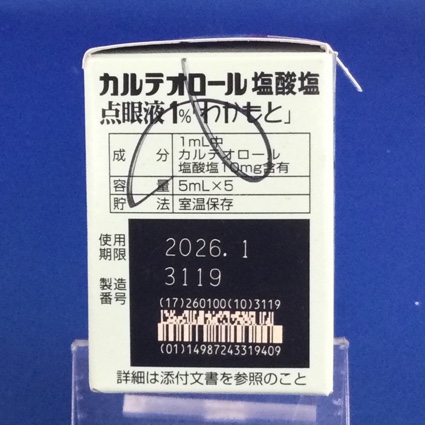 カルテオロール塩酸塩
点眼液1%「わかもと」
成分 1mL中
カルテオロール
塩酸塩10mg含有
容量 5mL×5
貯法 室温保存
使用期限 2026.1
製造番号 3119
(17)260100(10)3119
(01)14987243319409
詳細は添付文書を参照のこと